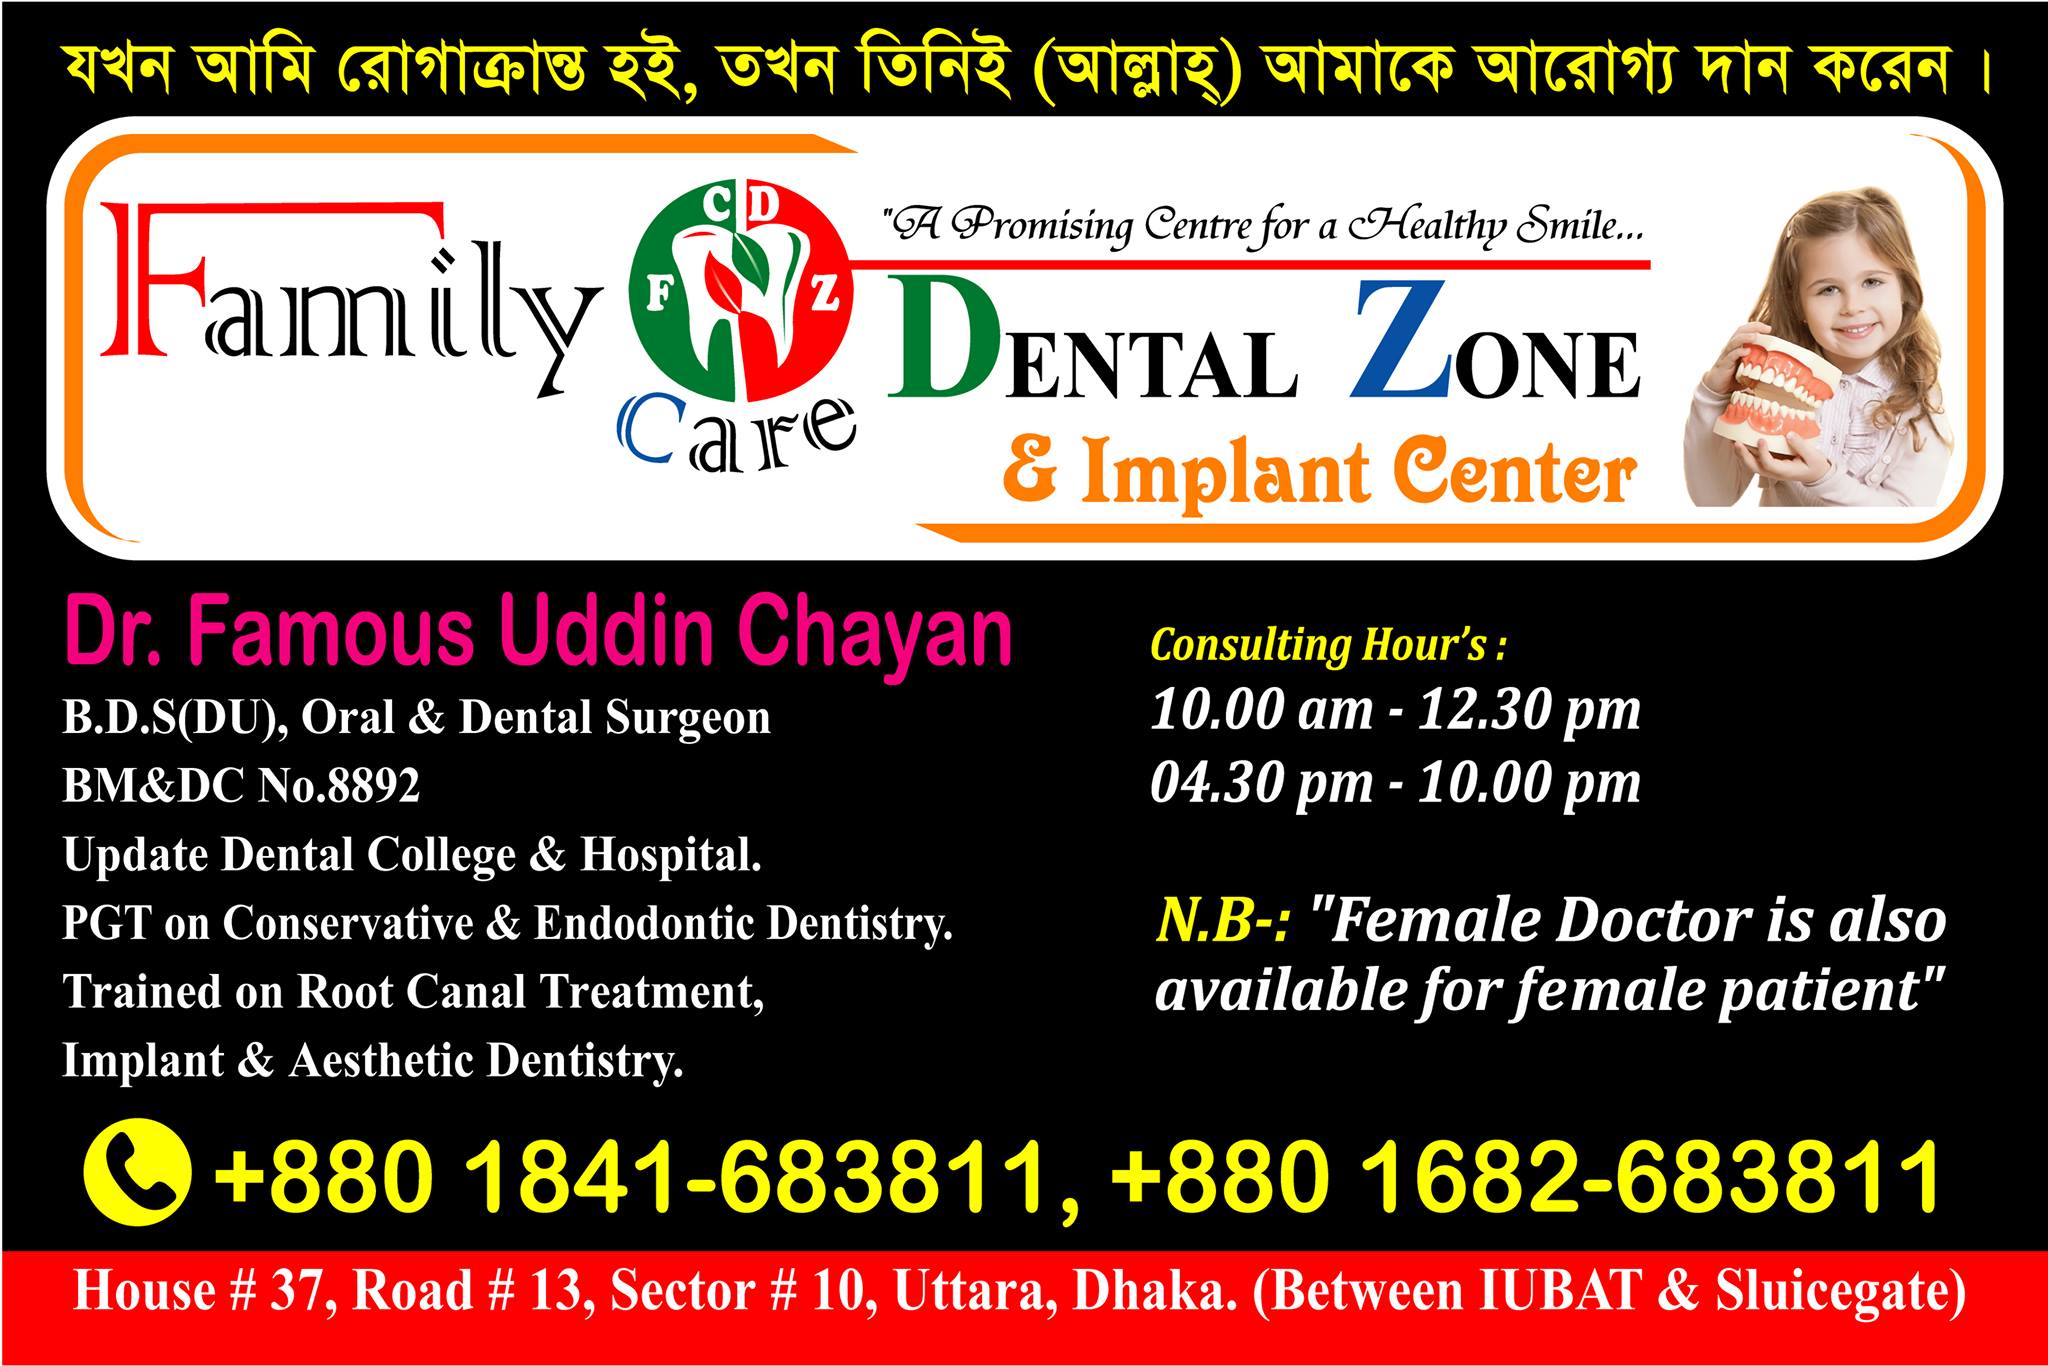 যখন আমি রোগাক্রান্ত হই, তখন তিনিই (আল্লাহ্) আমাকে আরোগ্য দান করেন ।
Family
C D
F Z
Care
"A Promising Centre for a Healthy Smile...
DENTAL ZONE
& Implant Center
Dr. Famous Uddin Chayan
B.D.S(DU), Oral & Dental Surgeon
BM&DC No.8892
Update Dental College & Hospital.
PGT on Conservative & Endodontic Dentistry.
Trained on Root Canal Treatment,
Implant & Aesthetic Dentistry.
Consulting Hour's :
10.00 am - 12.30 pm
04.30 pm - 10.00 pm
N.B-: "Female Doctor is also
available for female patient"
+880 1841-683811, +880 1682-683811
House # 37, Road # 13, Sector # 10, Uttara, Dhaka. (Between IUBAT & Sluicegate)